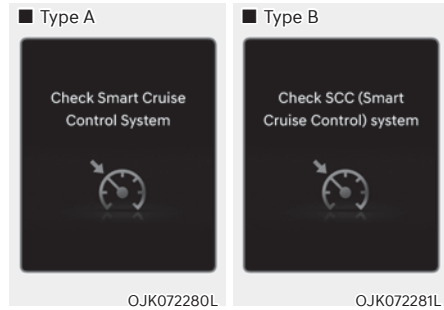 ■ Type A
Check Smart Cruise
Control System
OJK072280L
■ Type B
Check SCC (Smart
Cruise Control) system
OJK072281L